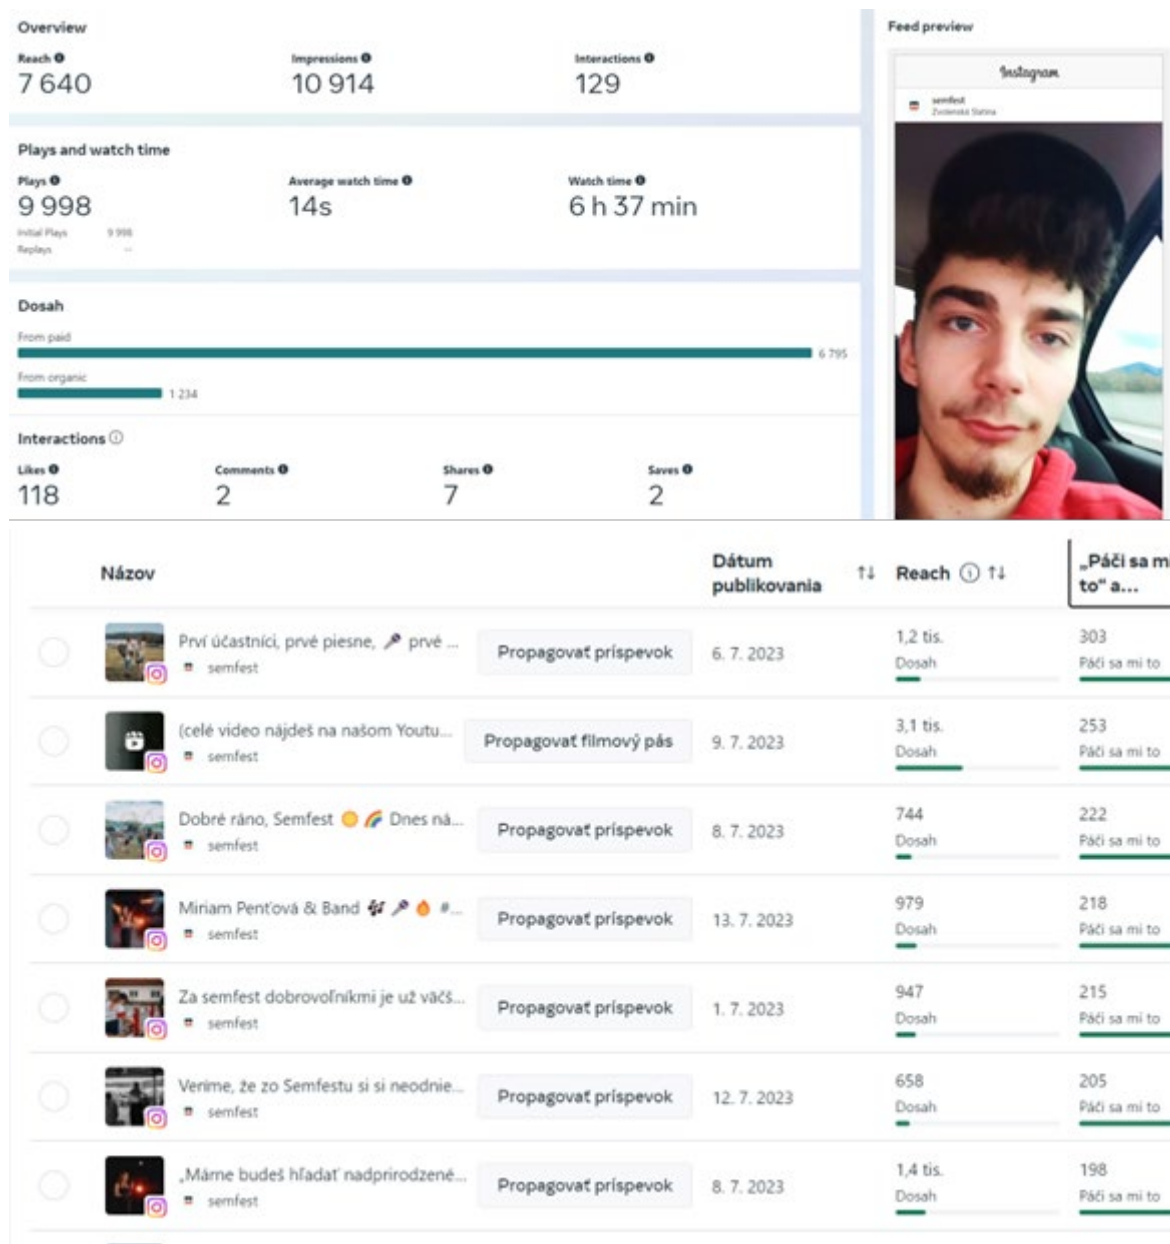 Overview
Feed preview
Reach Impressions Interactions
7 640 10 914 129
Instagram
semfest
Zvolenská Slatina
Plays and watch time
Plays Average watch time Watch time
9 998 14s 6 h 37 min
Initial Plays 9 998
Replays --
Dosah
From paid
6 795
From organic
1 234
Interactions
Likes Comments Shares Saves
118 2 7 2
Názov Dátum publikovania Reach „Páči sa mi to“ a...
Prví účastníci, prvé piesne, 🎤 prvé ... Propagovať príspevok 6. 7. 2023 1,2 tis. 303
semfest Dosah Páči sa mi to
(celé video nájdeš na našom Youtu... Propagovať filmový pás 9. 7. 2023 3,1 tis. 253
semfest Dosah Páči sa mi to
Dobré ráno, Semfest ☀️ 🌈 Dnes ná... Propagovať príspevok 8. 7. 2023 744 222
semfest Dosah Páči sa mi to
Miriam Penťová & Band 🎶 🎤 🔥 #... Propagovať príspevok 13. 7. 2023 979 218
semfest Dosah Páči sa mi to
Za semfest dobrovoľníkmi je už väčš... Propagovať príspevok 1. 7. 2023 947 215
semfest Dosah Páči sa mi to
Veríme, že zo Semfestu si si neodnie... Propagovať príspevok 12. 7. 2023 658 205
semfest Dosah Páči sa mi to
„Márne budeš hľadať nadprirodzené... Propagovať príspevok 8. 7. 2023 1,4 tis. 198
semfest Dosah Páči sa mi to